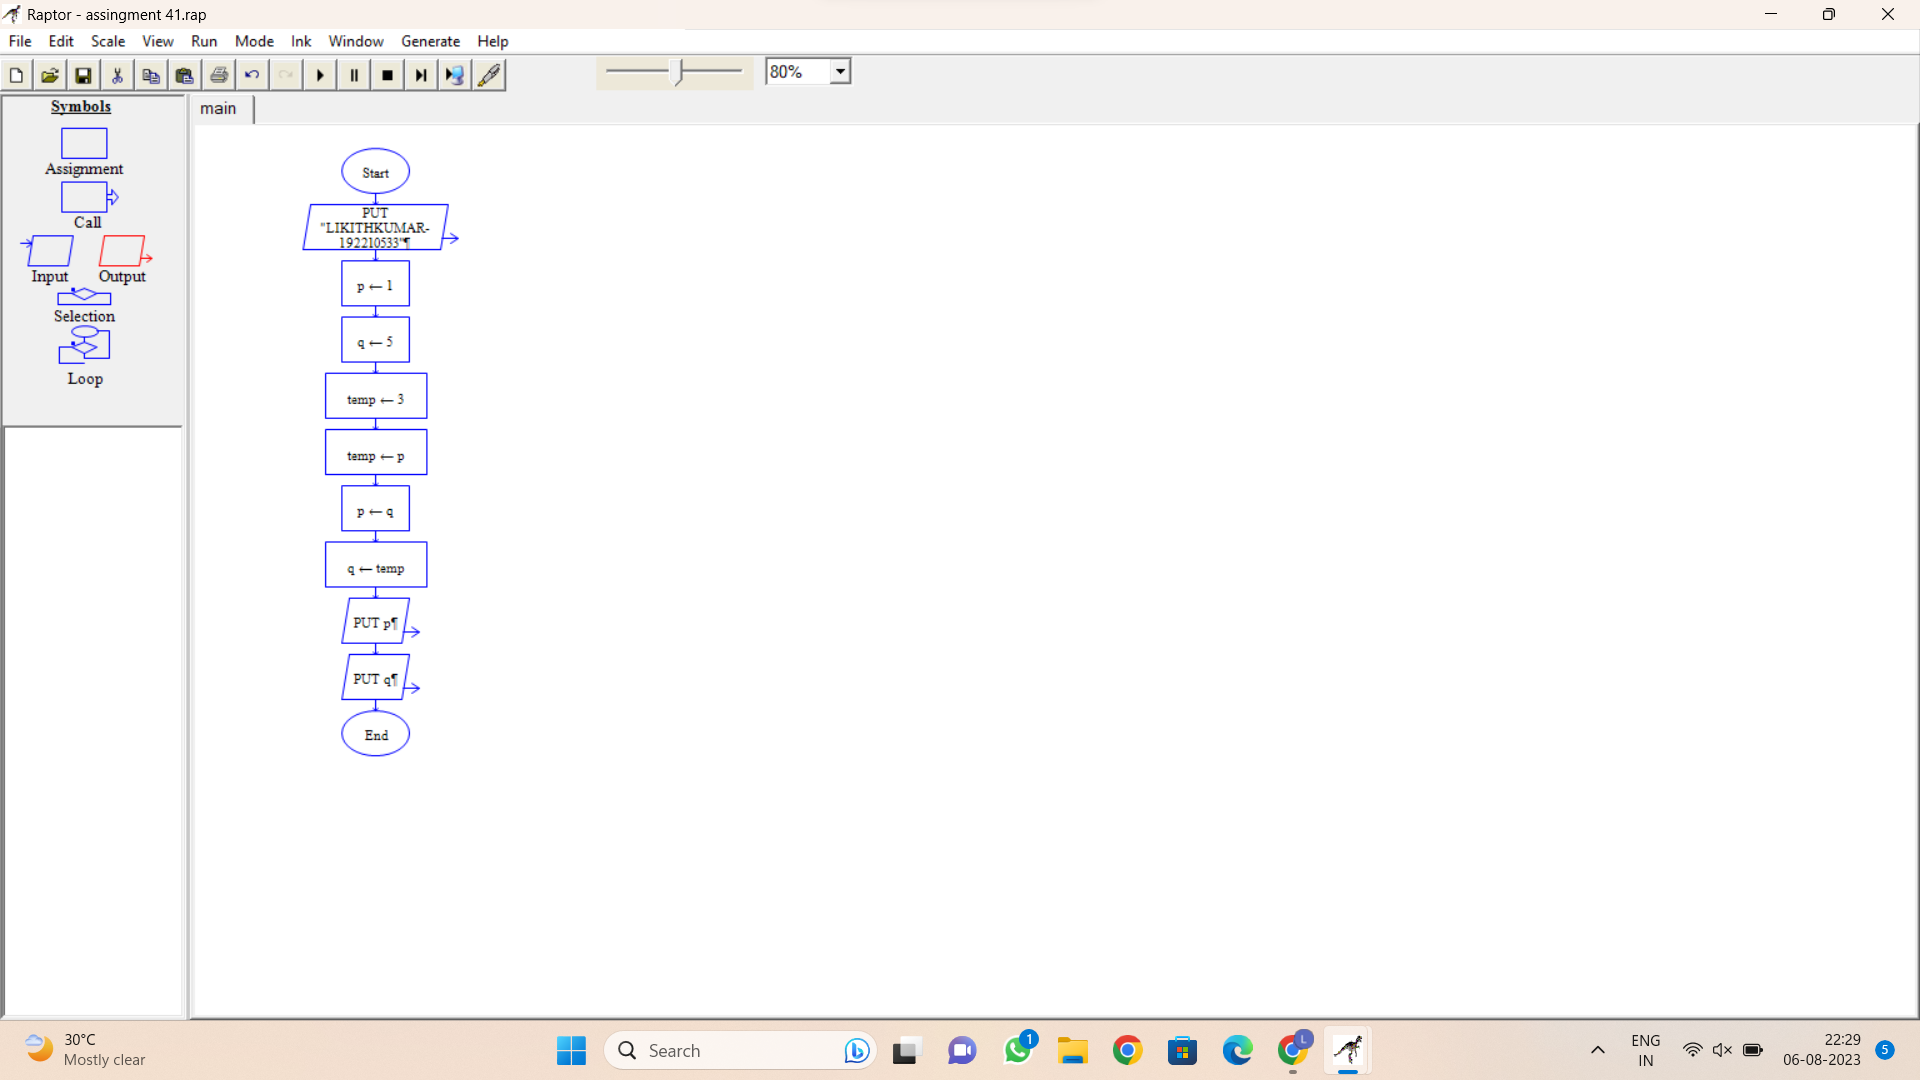 Raptor - assingment 41.rap
File Edit Scale View Run Mode Ink Window Generate Help
80%
Symbols
Assignment
Call
Input Output
Selection
Loop
main
Start
PUT
"LIKITHKUMAR-
192210533"¶
p ← 1
q ← 5
temp ← 3
temp ← p
p ← q
q ← temp
PUT p¶
PUT q¶
End
30°C
Mostly clear
Search
1
L
ENG
IN
22:29
06-08-2023
5